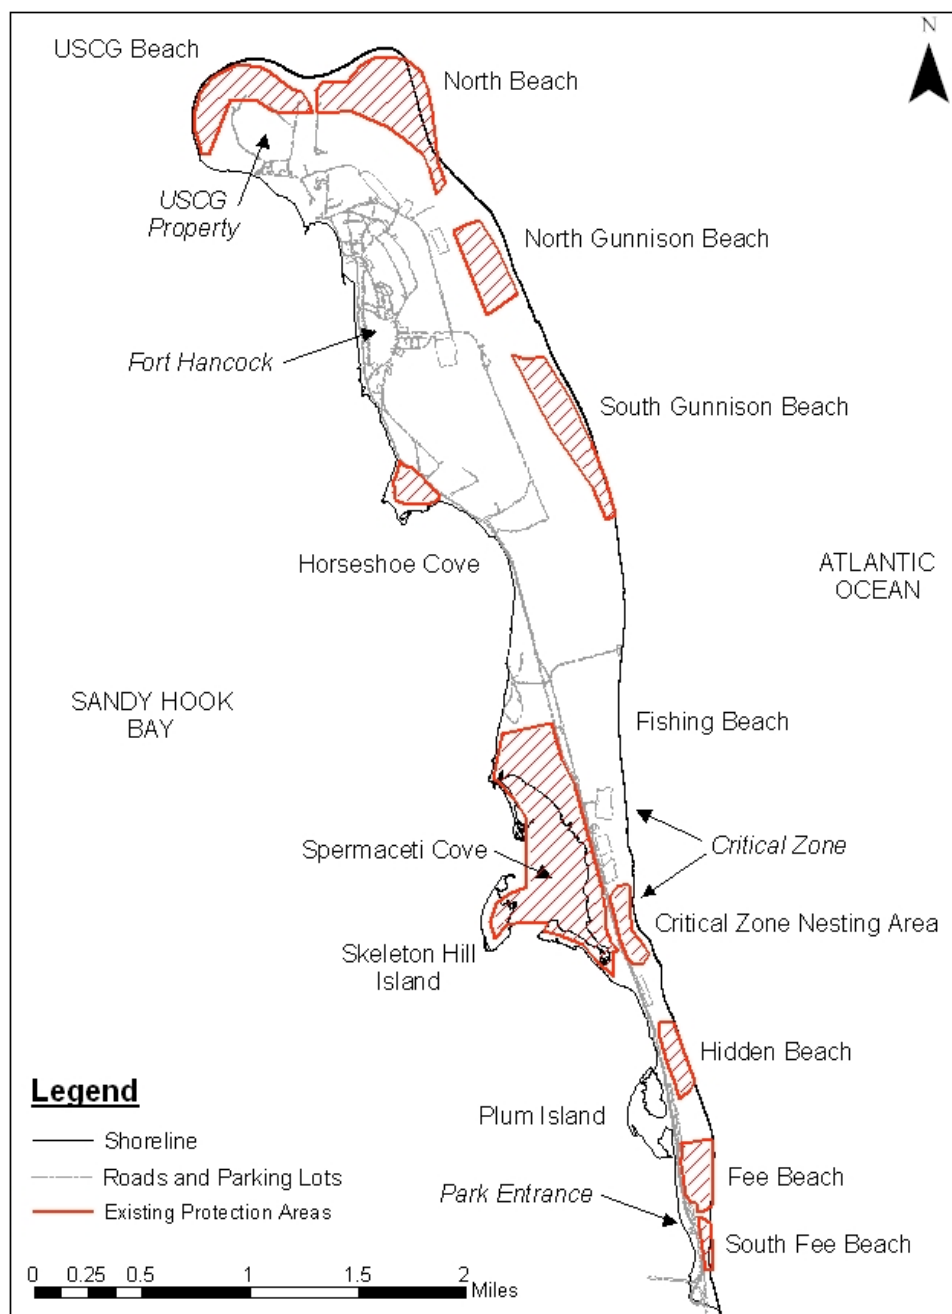 N
USCG Beach
North Beach
USCG
Property
North Gunnison Beach
Fort Hancock
South Gunnison Beach
Horseshoe Cove
ATLANTIC
OCEAN
SANDY HOOK
BAY
Fishing Beach
Critical Zone
Spermaceti Cove
Critical Zone Nesting Area
Skeleton Hill
Island
Hidden Beach
Plum Island
Fee Beach
Park Entrance
South Fee Beach
Legend
Shoreline
Roads and Parking Lots
Existing Protection Areas
0 0.25 0.5 1 1.5 2
Miles